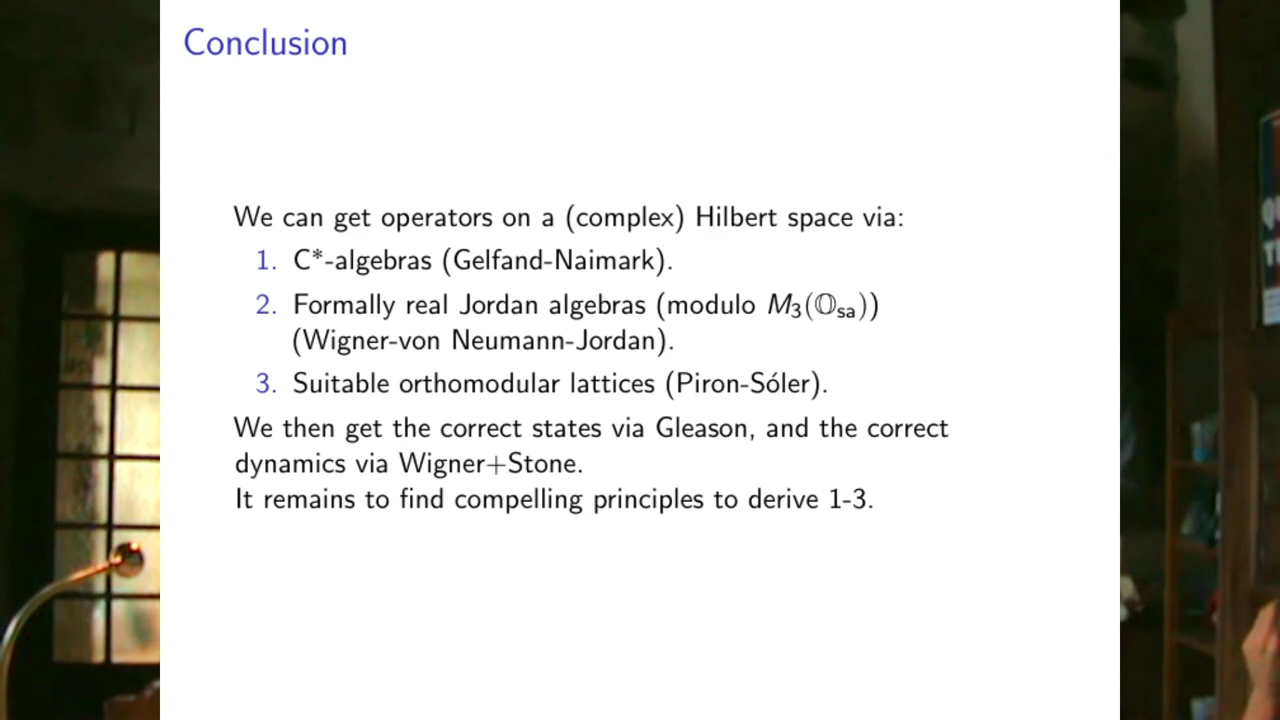 Conclusion
We can get operators on a (complex) Hilbert space via:
1. C*-algebras (Gelfand-Naimark).
2. Formally real Jordan algebras (modulo M₃(𝕆ₛₐ))
(Wigner-von Neumann-Jordan).
3. Suitable orthomodular lattices (Piron-Sóler).
We then get the correct states via Gleason, and the correct
dynamics via Wigner+Stone.
It remains to find compelling principles to derive 1-3.